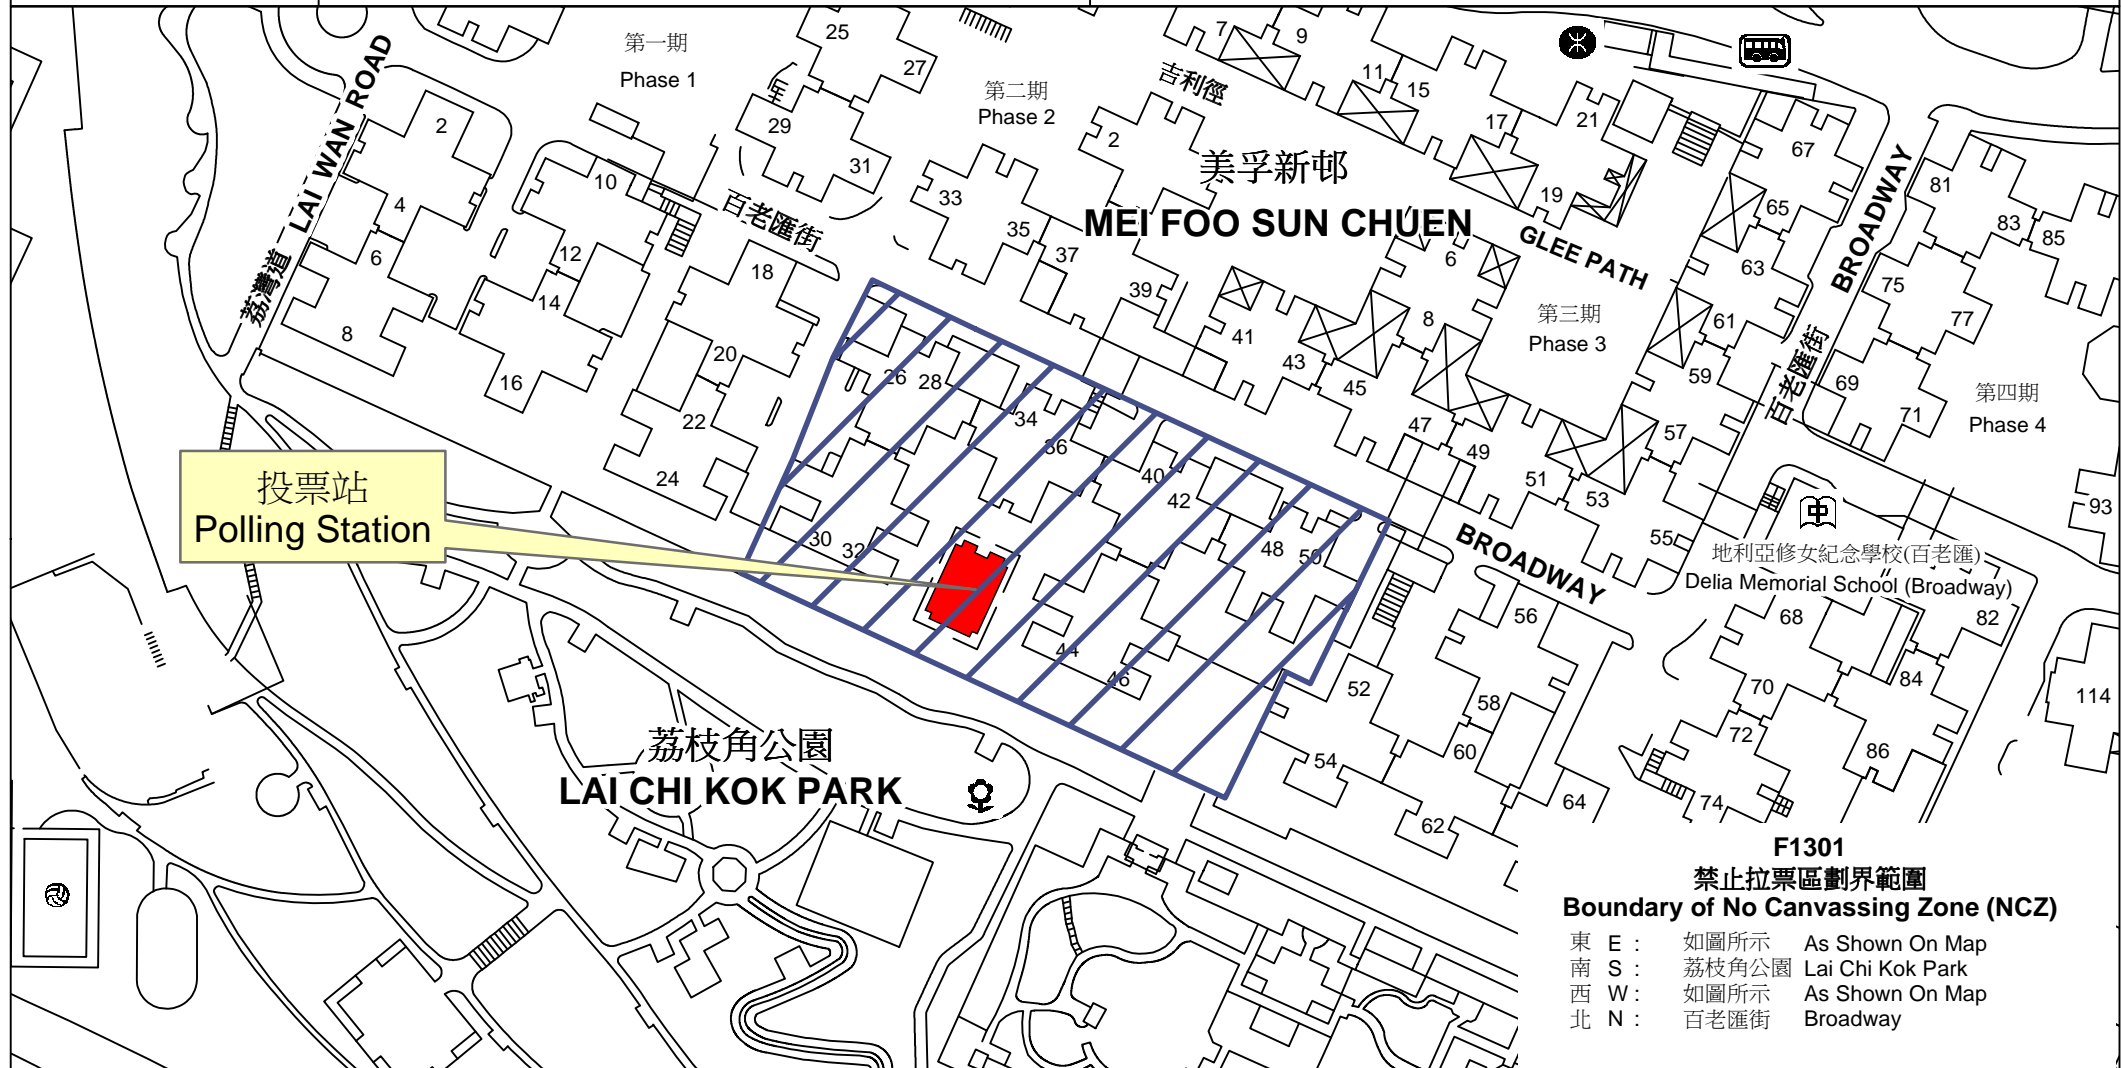 第一期
Phase 1
第二期
Phase 2
第三期
Phase 3
第四期
Phase 4
荔灣道 LAI WAN ROAD
百老匯街
吉利徑
GLEE PATH
美孚新邨
MEI FOO SUN CHUEN
BROADWAY
百老匯街
BROADWAY
投票站
Polling Station
荔枝角公園
LAI CHI KOK PARK
中
地利亞修女紀念學校(百老匯)
Delia Memorial School (Broadway)
2
4
6
8
10
12
14
16
18
20
22
24
25
27
29
31
33
35
37
39
41
43
45
47
49
51
53
55
57
59
61
63
65
67
2
6
8
7
9
11
15
17
19
21
26
28
30
32
34
36
40
42
44
46
48
50
52
54
56
58
60
62
64
68
70
72
74
82
84
86
69
71
75
77
81
83
85
93
114
F1301
禁止拉票區劃界範圍
Boundary of No Canvassing Zone (NCZ)
東 E : 如圖所示 As Shown On Map
南 S : 荔枝角公園 Lai Chi Kok Park
西 W : 如圖所示 As Shown On Map
北 N : 百老匯街 Broadway